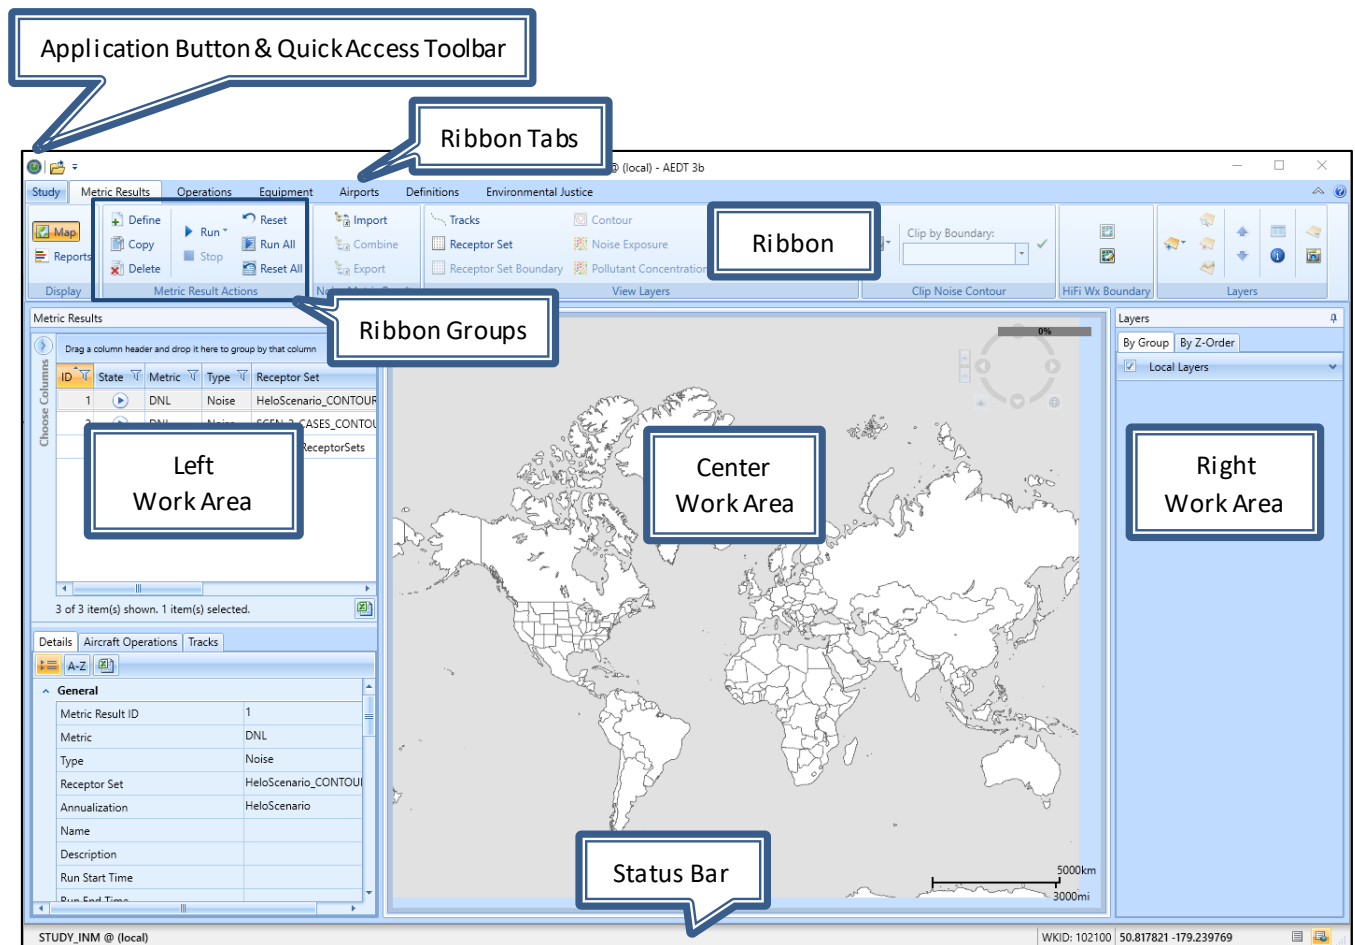 Application Button & Quick Access Toolbar
Ribbon Tabs
@ (local) - AEDT 3b
Study Metric Results Operations Equipment Airports Definitions Environmental Justice
Map
Reports
Display
Define
Copy
Delete
Run
Stop
Reset
Run All
Reset All
Metric Result Actions
Import
Combine
Export
Tracks
Receptor Set
Receptor Set Boundary
Contour
Noise Exposure
Pollutant Concentration
View Layers
Ribbon
Clip by Boundary:
Clip Noise Contour
HiFi Wx Boundary
Layers
Ribbon Groups
Metric Results
Choose Columns
Drag a column header and drop it here to group by that column
ID State Metric Type Receptor Set
1 DNL Noise HeloScenario_CONTOUR
CASES_CONTOU
ReceptorSets
Left
Work Area
3 of 3 item(s) shown. 1 item(s) selected.
Details Aircraft Operations Tracks
A-Z
General
Metric Result ID 1
Metric DNL
Type Noise
Receptor Set HeloScenario_CONTOU
Annualization HeloScenario
Name
Description
Run Start Time
Run End Time
0%
Center
Work Area
5000km
3000mi
Status Bar
Layers
By Group By Z-Order
Local Layers
Right
Work Area
STUDY_INM @ (local)
WKID: 102100 50.817821 -179.239769